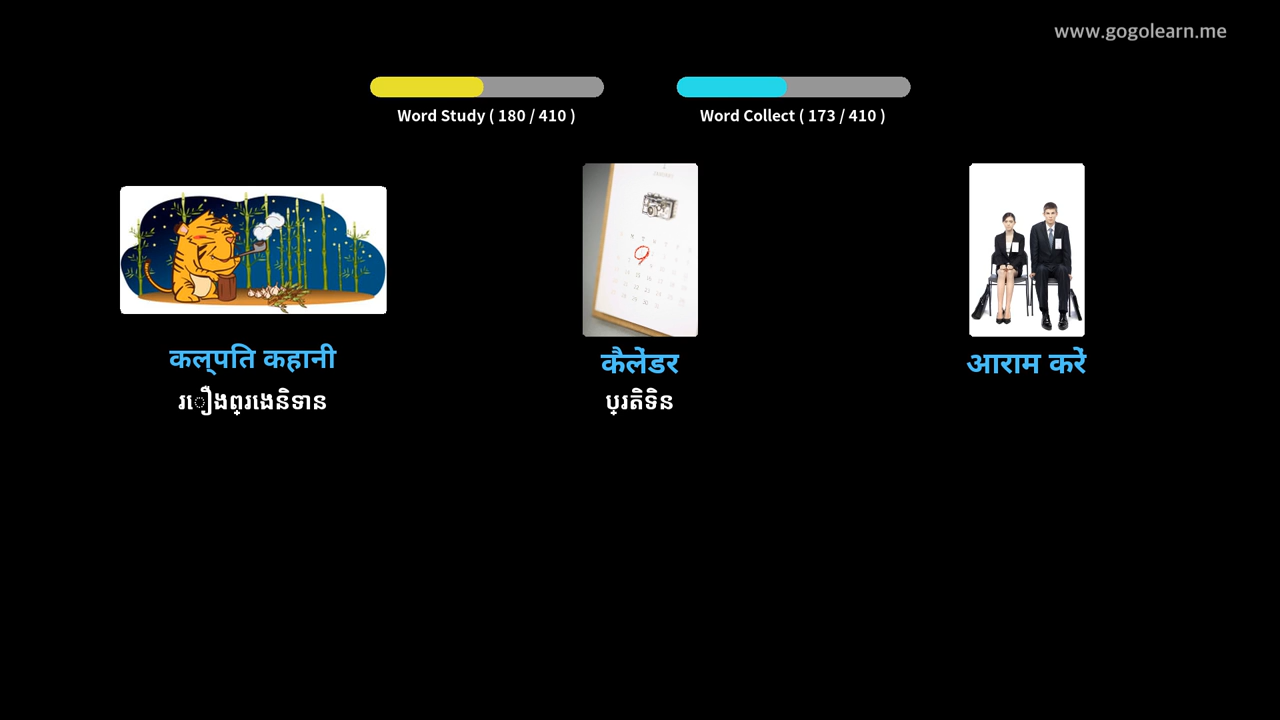 www.gogolearn.me
Word Study ( 180 / 410 )
Word Collect ( 173 / 410 )
कल्पति कहानी
រឿងព្រេងនិទាន
कैलेंडर
ប្រតិទិន
आराम करें